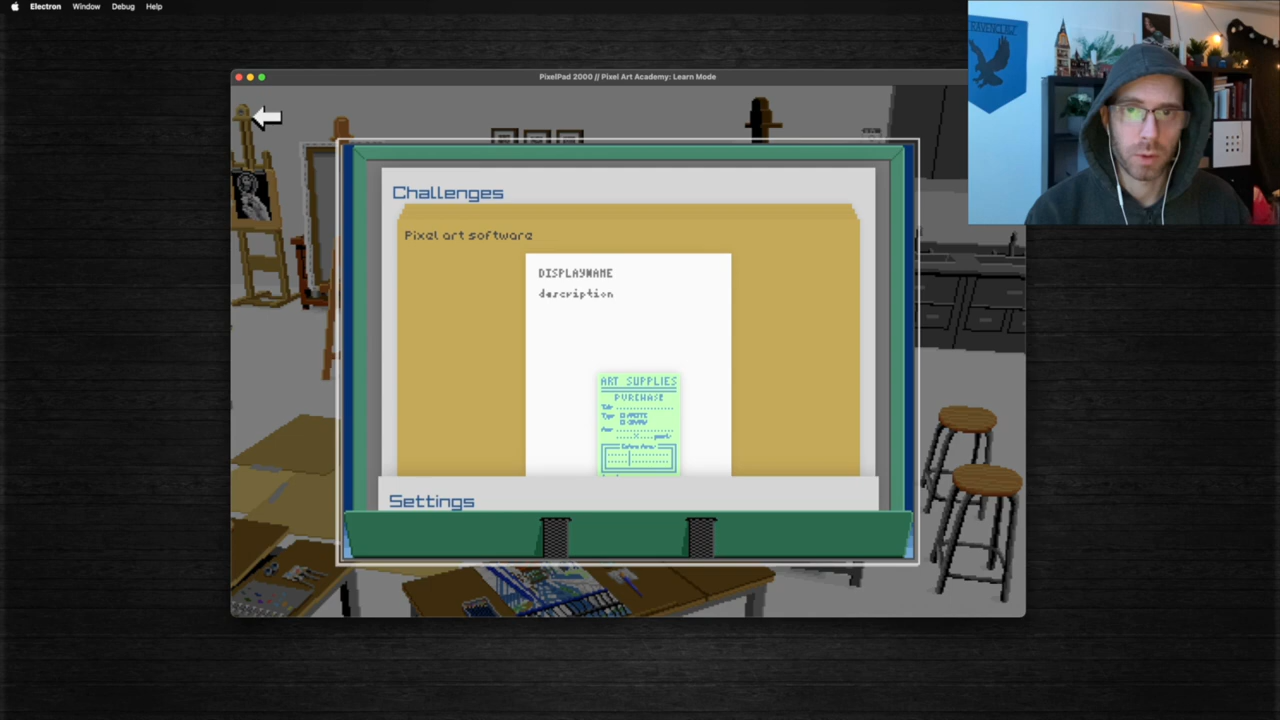 Electron Window Debug Help
PixelPad 2000 // Pixel Art Academy: Learn Mode
Challenges
Pixel art software
DISPLAYNAME
description
ART SUPPLIES
PURCHASE
Type
Settings